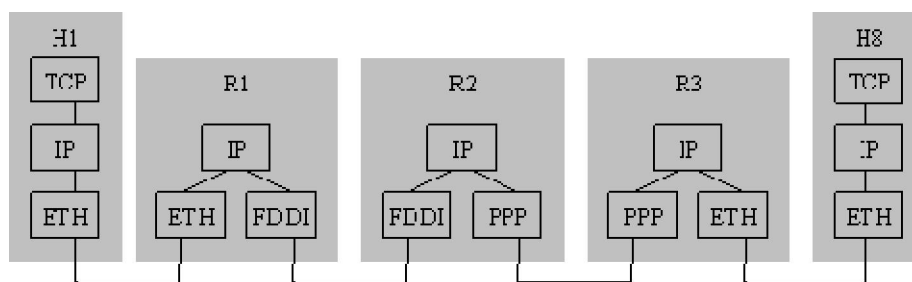 H1 H8
TCP R1 R2 R3 TCP
IP IP IP IP IP
ETH ETH FDDI FDDI PPP PPP ETH ETH